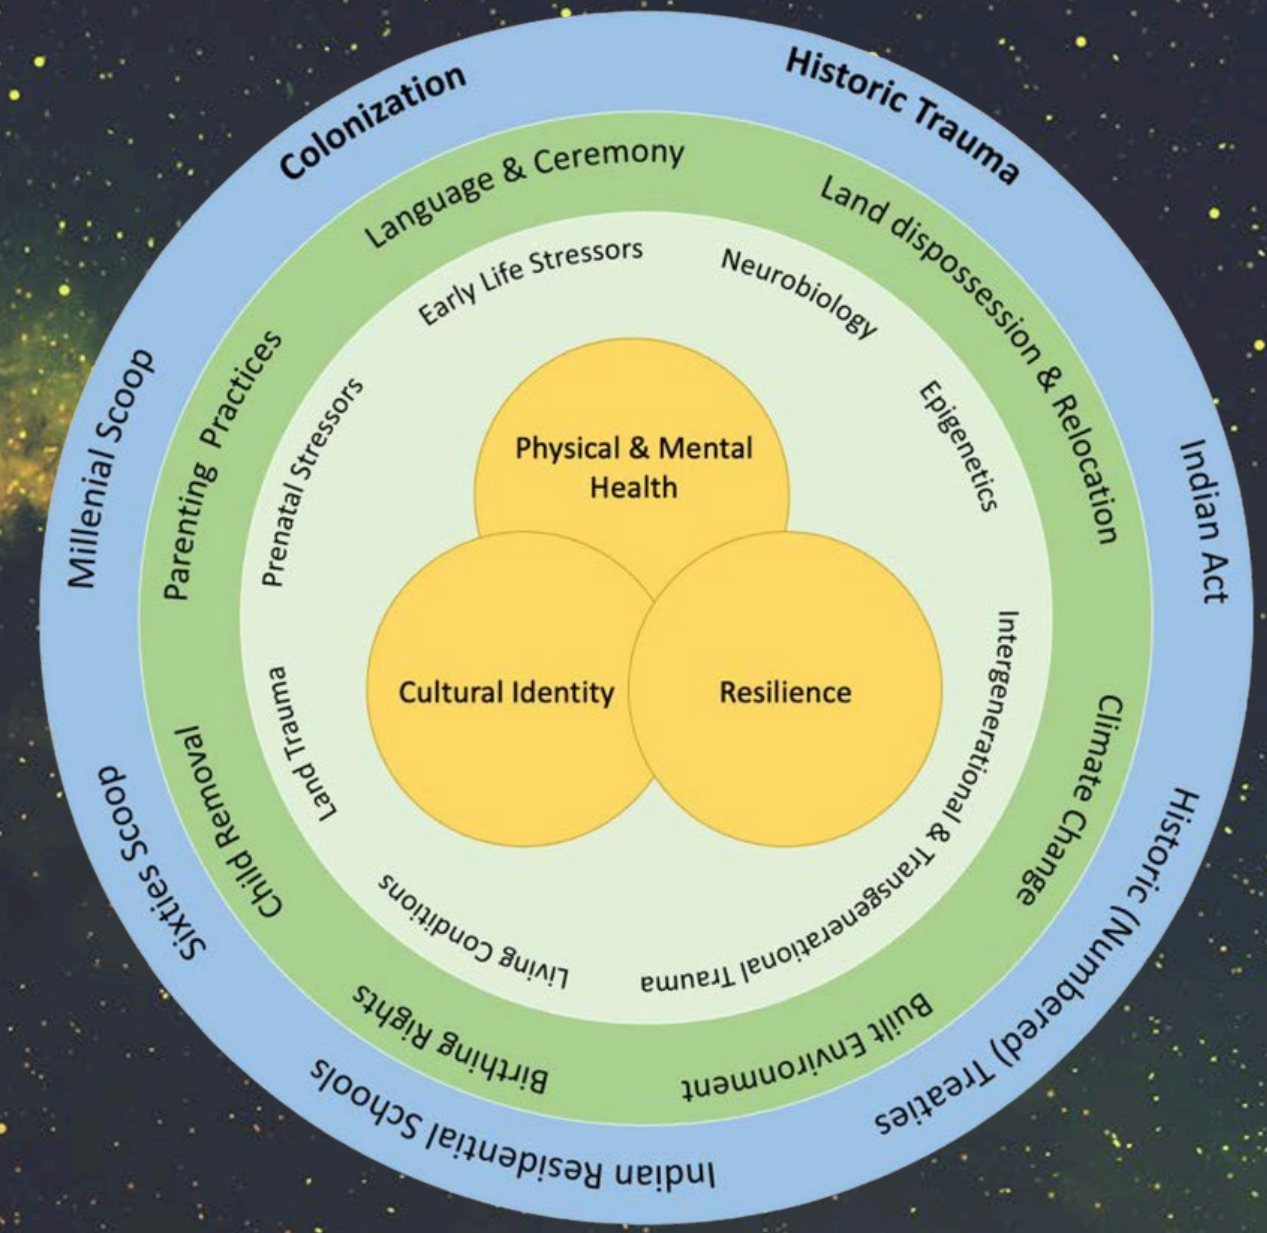 Colonization
Historic Trauma
Indian Act
Historic (Numbered) Treaties
Indian Residential Schools
Sixties Scoop
Millenial Scoop
Language & Ceremony
Land dispossession & Relocation
Climate Change
Built Environment
Birthing Rights
Child Removal
Parenting Practices
Early Life Stressors
Neurobiology
Epigenetics
Intergenerational & Transgenerational Trauma
Living Conditions
Land Trauma
Prenatal Stressors
Physical & Mental
Health
Cultural Identity
Resilience